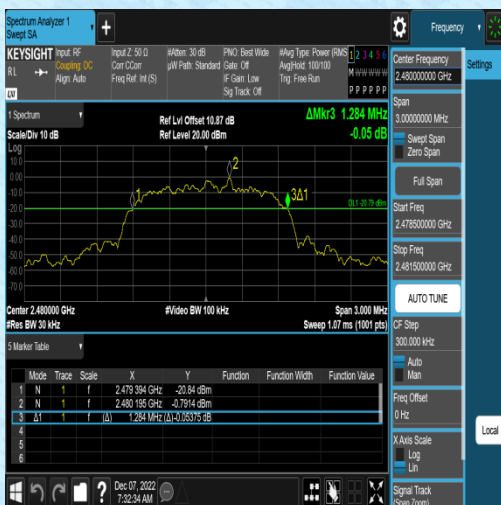 Spectrum Analyzer 1
Swept SA
Frequency
KEYSIGHT
RL
LW
Input: RF
Coupling: DC
Align: Auto
Input Z: 50 Ω
Corr CCorr
Freq Ref: Int (S)
#Atten: 30 dB
µW Path: Standard
PNO: Best Wide
Gate: Off
IF Gain: Low
Sig Track: Off
#Avg Type: Power (RMS
Avg|Hold: 100/100
Trig: Free Run
1 2 3 4 5 6
M W W W W W
P P P P P P
1 Spectrum
Scale/Div 10 dB
Ref Lvl Offset 10.87 dB
Ref Level 20.00 dBm
ΔMkr3 1.284 MHz
-0.05 dB
Log
10.0
0.00
-10.0
-20.0
-30.0
-40.0
-50.0
-60.0
-70.0
1
2
3Δ1
DL1 -20.79 dBm
Center 2.480000 GHz
#Res BW 30 kHz
#Video BW 100 kHz
Span 3.000 MHz
Sweep 1.07 ms (1001 pts)
5 Marker Table
Mode Trace Scale X Y Function Function Width Function Value
1 N 1 f 2.479 394 GHz -20.84 dBm
2 N 1 f 2.480 195 GHz -0.7914 dBm
3 Δ1 1 f (Δ) 1.284 MHz (Δ) -0.05375 dB
4
5
6
Dec 07, 2022
7:32:34 AM
Settings
Center Frequency
2.480000000 GHz
Span
3.00000000 MHz
Swept Span
Zero Span
Full Span
Start Freq
2.478500000 GHz
Stop Freq
2.481500000 GHz
AUTO TUNE
CF Step
300.000 kHz
Auto
Man
Freq Offset
0 Hz
X Axis Scale
Log
Lin
Signal Track
(Span Zoom)
Local